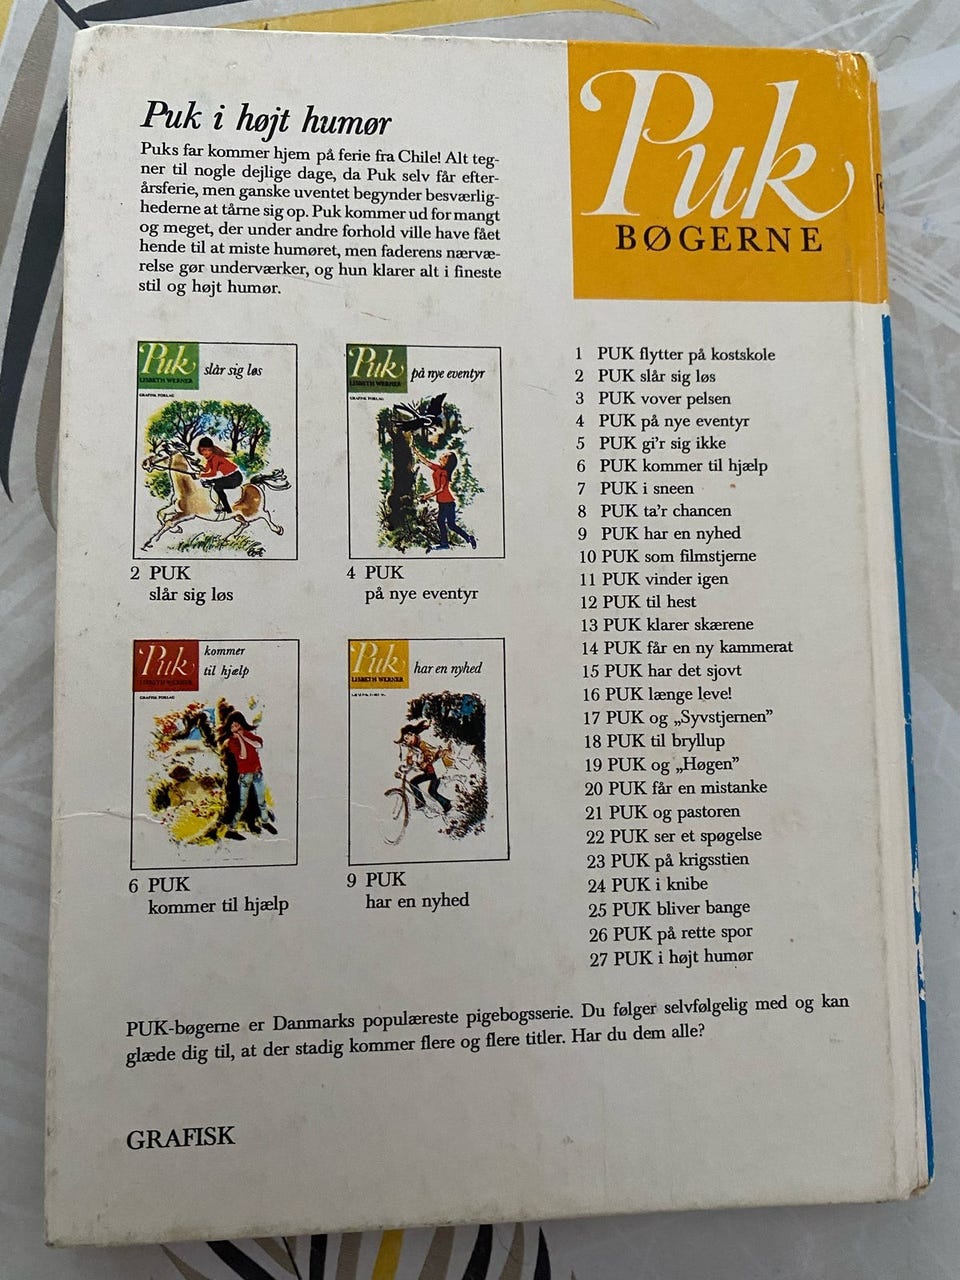 Puk i højt humør
Puks far kommer hjem på ferie fra Chile! Alt teg-
ner til nogle dejlige dage, da Puk selv får efter-
årsferie, men ganske uventet begynder besværlig-
hederne at tårne sig op. Puk kommer ud for mangt
og meget, der under andre forhold ville have fået
hende til at miste humøret, men faderens nærvæ-
relse gør underværker, og hun klarer alt i fineste
stil og højt humør.
Puk
BØGERNE
Puk
LISBETH WERNER
slår sig løs
GRAFISK FORLAG
2 PUK
slår sig løs
Puk
LISBETH WERNER
på nye eventyr
GRAFISK FORLAG
4 PUK
på nye eventyr
Puk
LISBETH WERNER
kommer
til hjælp
GRAFISK FORLAG
6 PUK
kommer til hjælp
Puk
LISBETH WERNER
har en nyhed
9 PUK
har en nyhed
1 PUK flytter på kostskole
2 PUK slår sig løs
3 PUK vover pelsen
4 PUK på nye eventyr
5 PUK gi'r sig ikke
6 PUK kommer til hjælp
7 PUK i sneen
8 PUK ta'r chancen
9 PUK har en nyhed
10 PUK som filmstjerne
11 PUK vinder igen
12 PUK til hest
13 PUK klarer skærene
14 PUK får en ny kammerat
15 PUK har det sjovt
16 PUK længe leve!
17 PUK og „Syvstjernen”
18 PUK til bryllup
19 PUK og „Høgen”
20 PUK får en mistanke
21 PUK og pastoren
22 PUK ser et spøgelse
23 PUK på krigsstien
24 PUK i knibe
25 PUK bliver bange
26 PUK på rette spor
27 PUK i højt humør
PUK-bøgerne er Danmarks populæreste pigebogsserie. Du følger selvfølgelig med og kan
glæde dig til, at der stadig kommer flere og flere titler. Har du dem alle?
GRAFISK